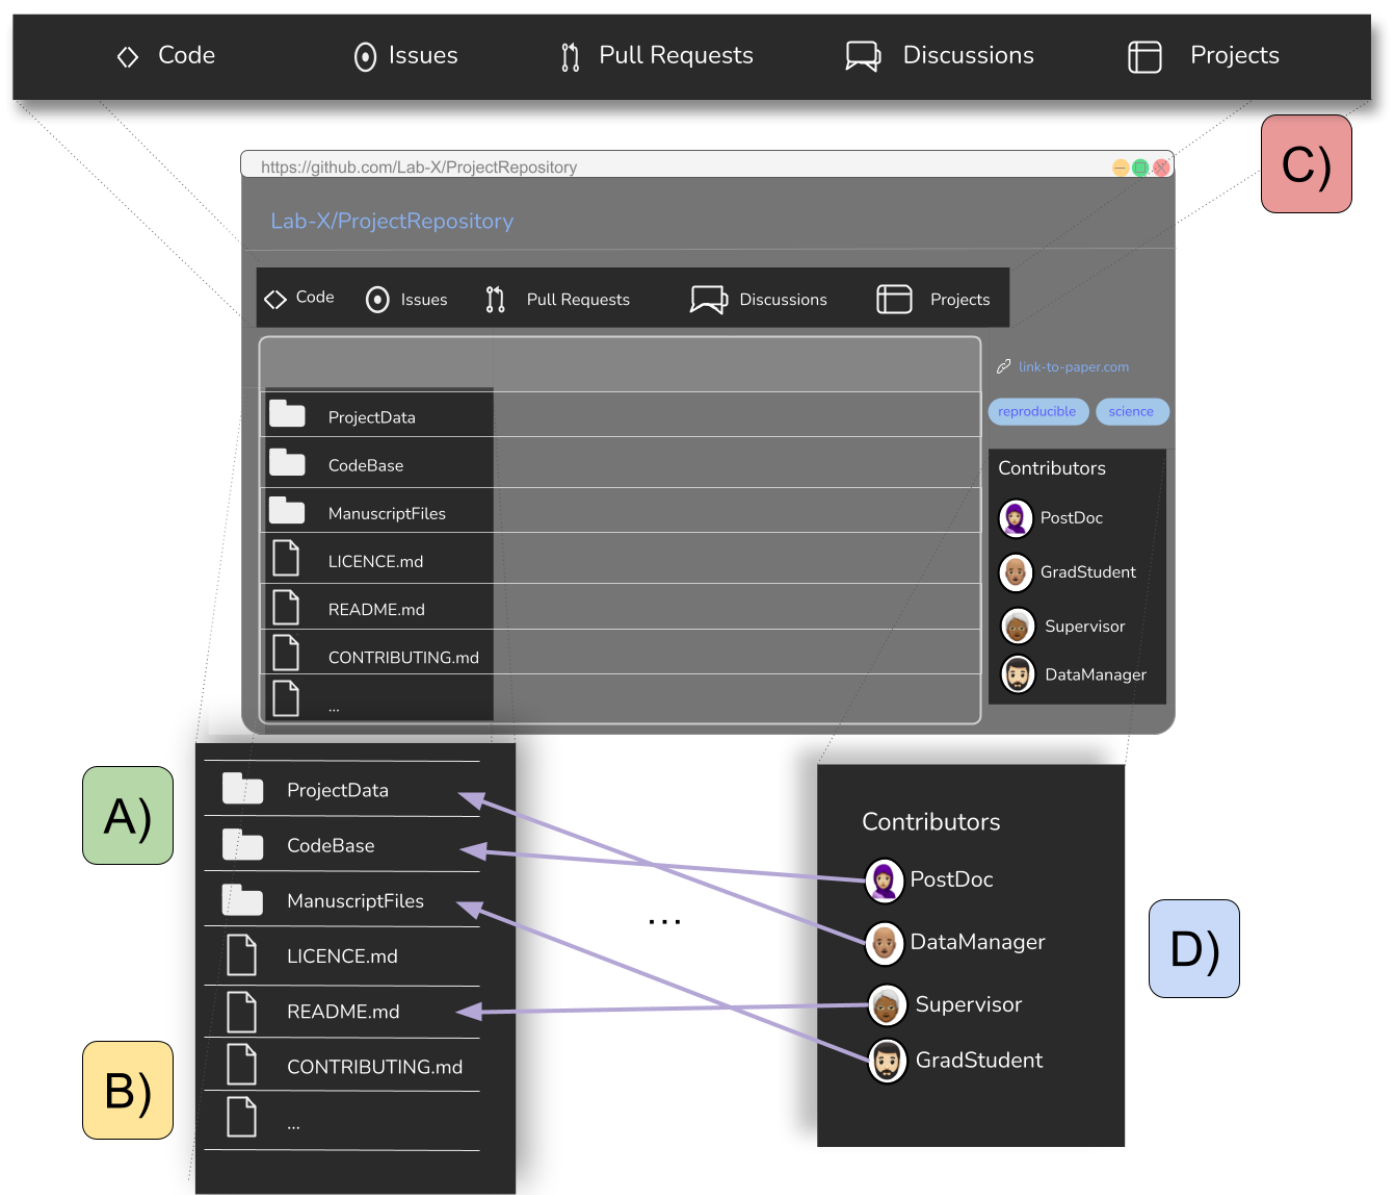 Code Issues Pull Requests Discussions Projects
C)
https://github.com/Lab-X/ProjectRepository
Lab-X/ProjectRepository
Code Issues Pull Requests Discussions Projects
link-to-paper.com
reproducible science
ProjectData
CodeBase
ManuscriptFiles
LICENCE.md
README.md
CONTRIBUTING.md
...
Contributors
PostDoc
GradStudent
Supervisor
DataManager
A)
B)
ProjectData
CodeBase
ManuscriptFiles
LICENCE.md
README.md
CONTRIBUTING.md
...
...
Contributors
PostDoc
DataManager
Supervisor
GradStudent
D)